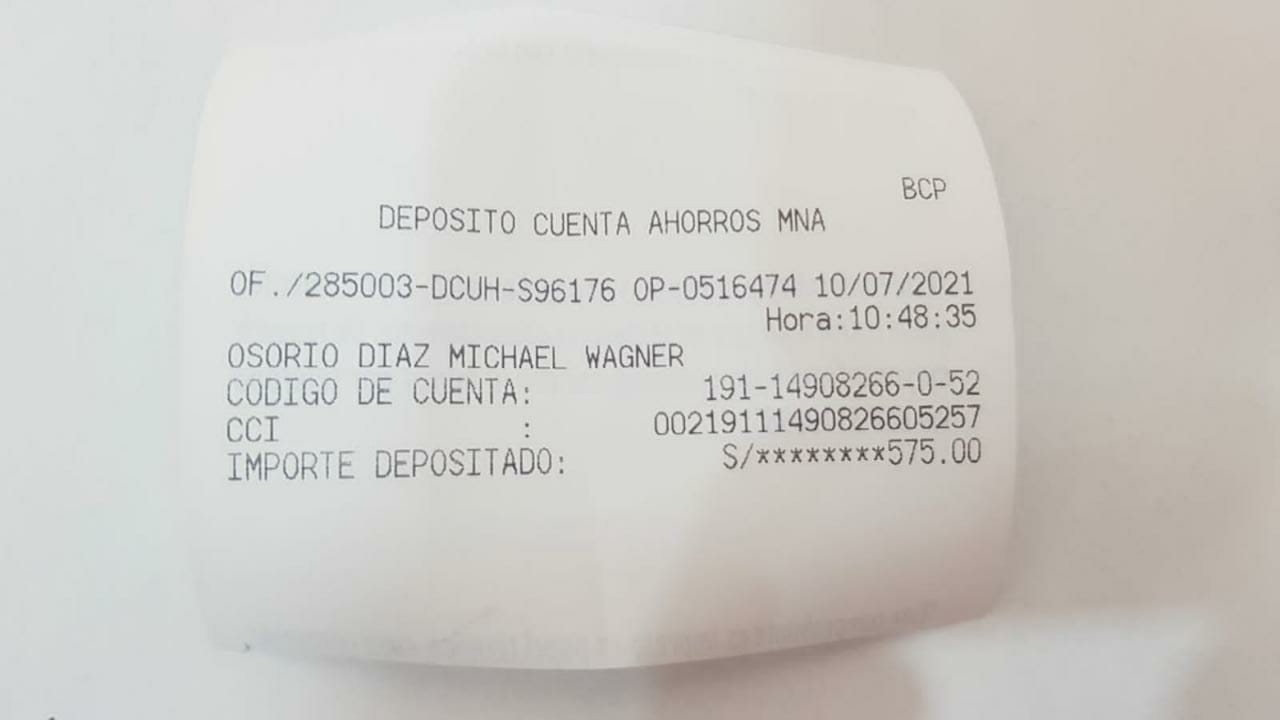 BCP
DEPOSITO CUENTA AHORROS MNA
OF./285003-DCUH-S96176 OP-0516474 10/07/2021
Hora:10:48:35
OSORIO DIAZ MICHAEL WAGNER
CODIGO DE CUENTA: 191-14908266-0-52
CCI : 00219111490826605257
IMPORTE DEPOSITADO: S/********575.00